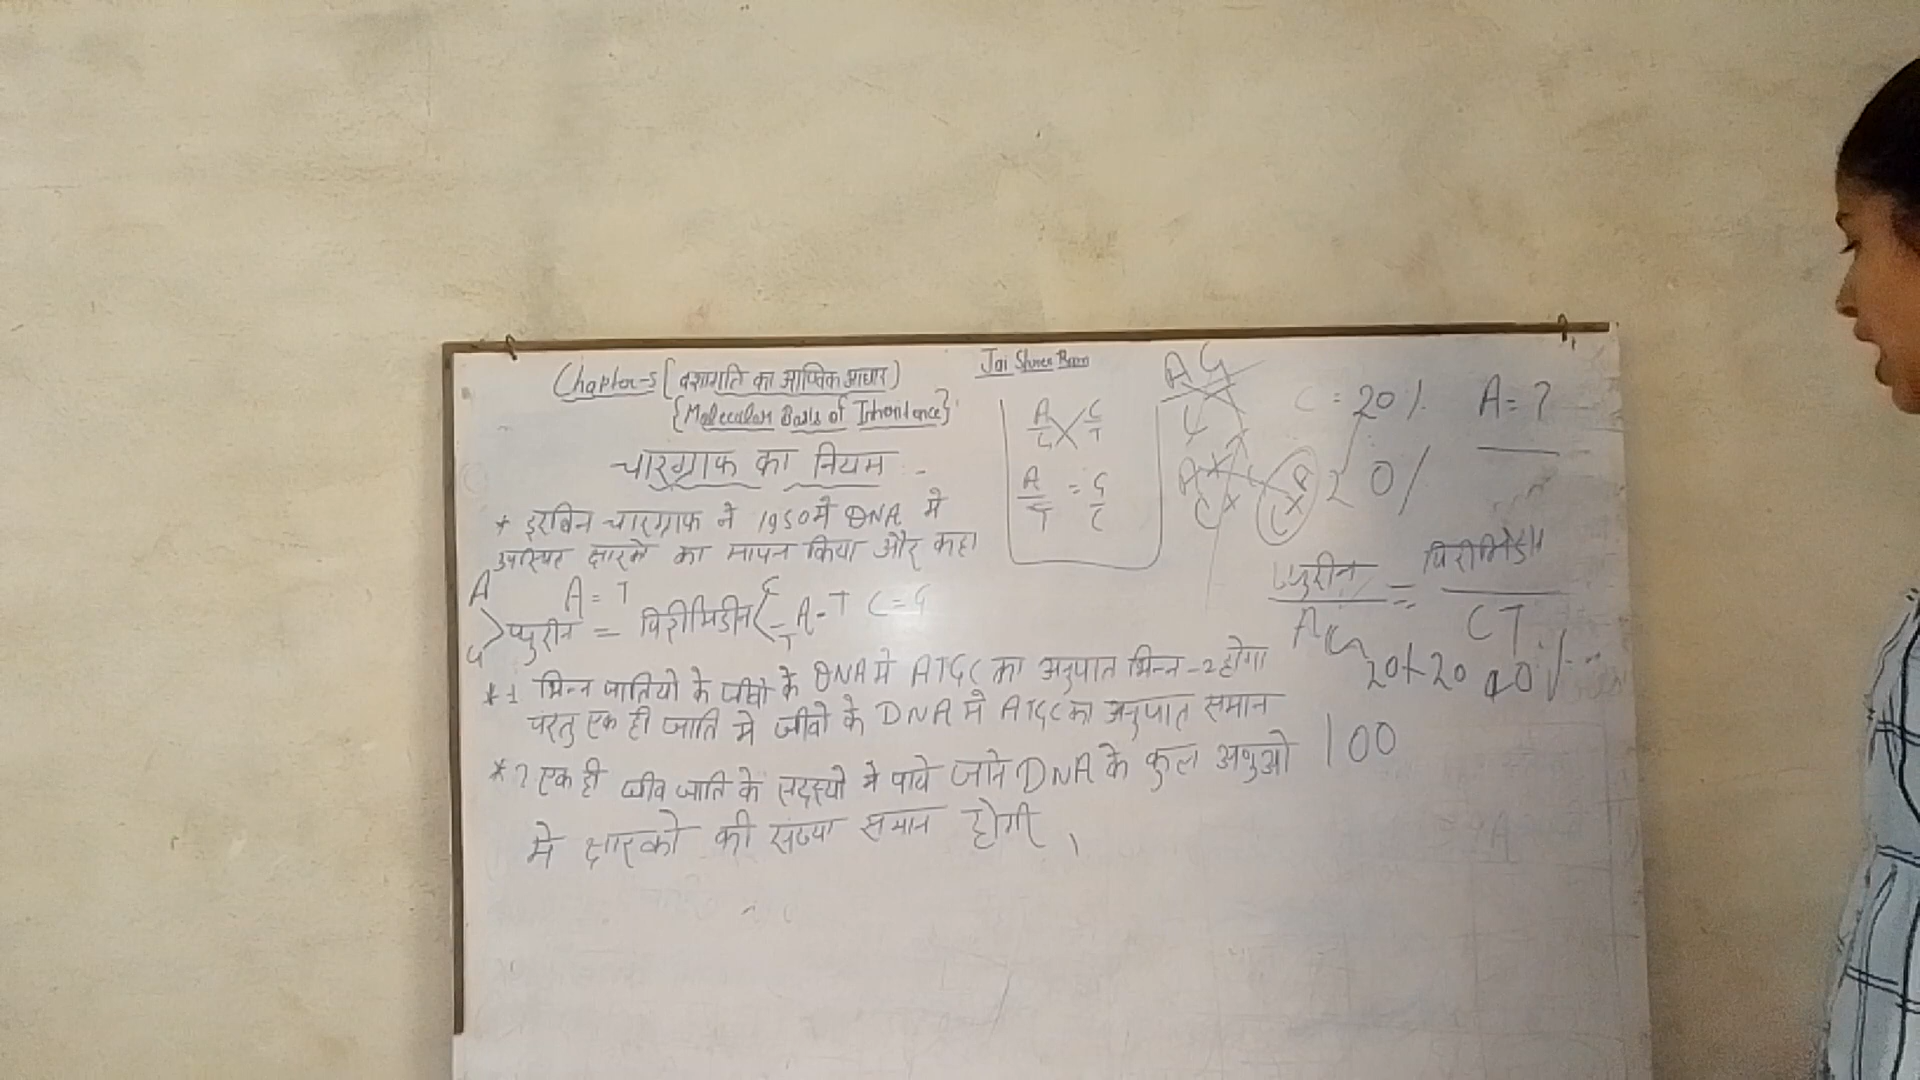 Chapter-5 (वंशागति का आण्विक आधार)
{Molecular Basis of Inheritance}
Jai Shree Ram
चारग्राफ का नियम :-
* इरविन चारग्राफ ने 1950 मे DNA मे
उपस्थित क्षारको का मापन किया और कहा
A = T
A
G
प्युरीन = पिरीमिडीन
C
T
A = T C = G
*1 भिन्न जातियो के जीवो के DNA मे ATGC का अनुपात भिन्न-2 होगा
परंतु एक ही जाति मे जीवो के DNA मे ATGC का अनुपात समान
*2 एक ही जीव जाति के सदस्यो मे पाये जाने DNA के कुल अणुओ
मे क्षारको की संख्या समान होगी
A/G C/T
A/T = G/C
A G
C = 20% A = ?
20%
प्युरीन = पिरीमिडी
AG CT
20+20 40%
100